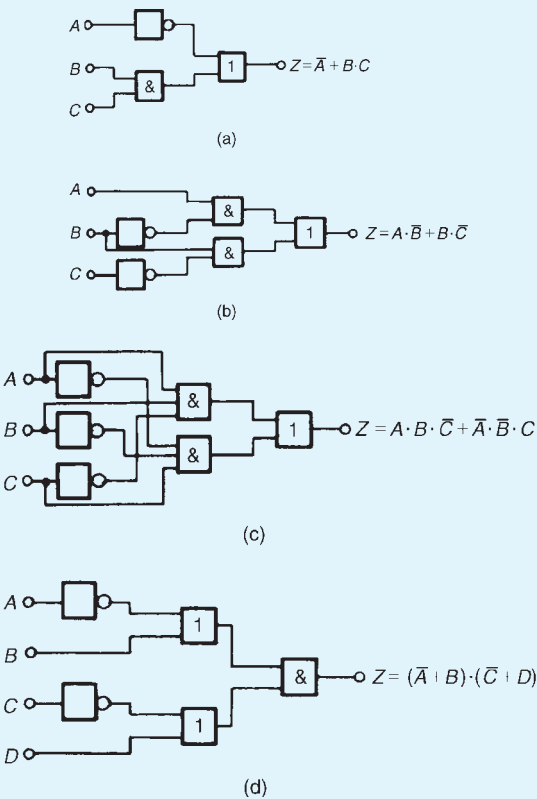 A
1
Z = A̅ + B·C
B
&
C
(a)
A
&
B
1
Z = A·B̅ + B·C̅
&
C
(b)
A
&
B
1
Z = A·B·C̅ + A̅·B̅·C
&
C
(c)
A
1
B
&
Z = (A̅ + B)·(C̅ + D)
C
1
D
(d)